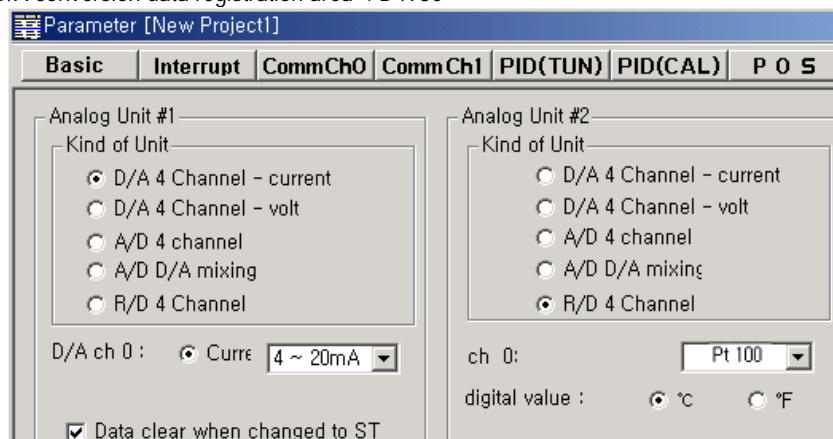 Parameter [New Project1]
Basic Interrupt CommCh0 CommCh1 PID(TUN) PID(CAL) P O S
Analog Unit #1
Kind of Unit
D/A 4 Channel - current
D/A 4 Channel - volt
A/D 4 channel
A/D D/A mixing
R/D 4 Channel
D/A ch 0 : Curre 4 ~ 20mA
Data clear when changed to ST
Analog Unit #2
Kind of Unit
D/A 4 Channel - current
D/A 4 Channel - volt
A/D 4 channel
A/D D/A mixing
R/D 4 Channel
ch 0: Pt 100
digital value : ℃ ℉